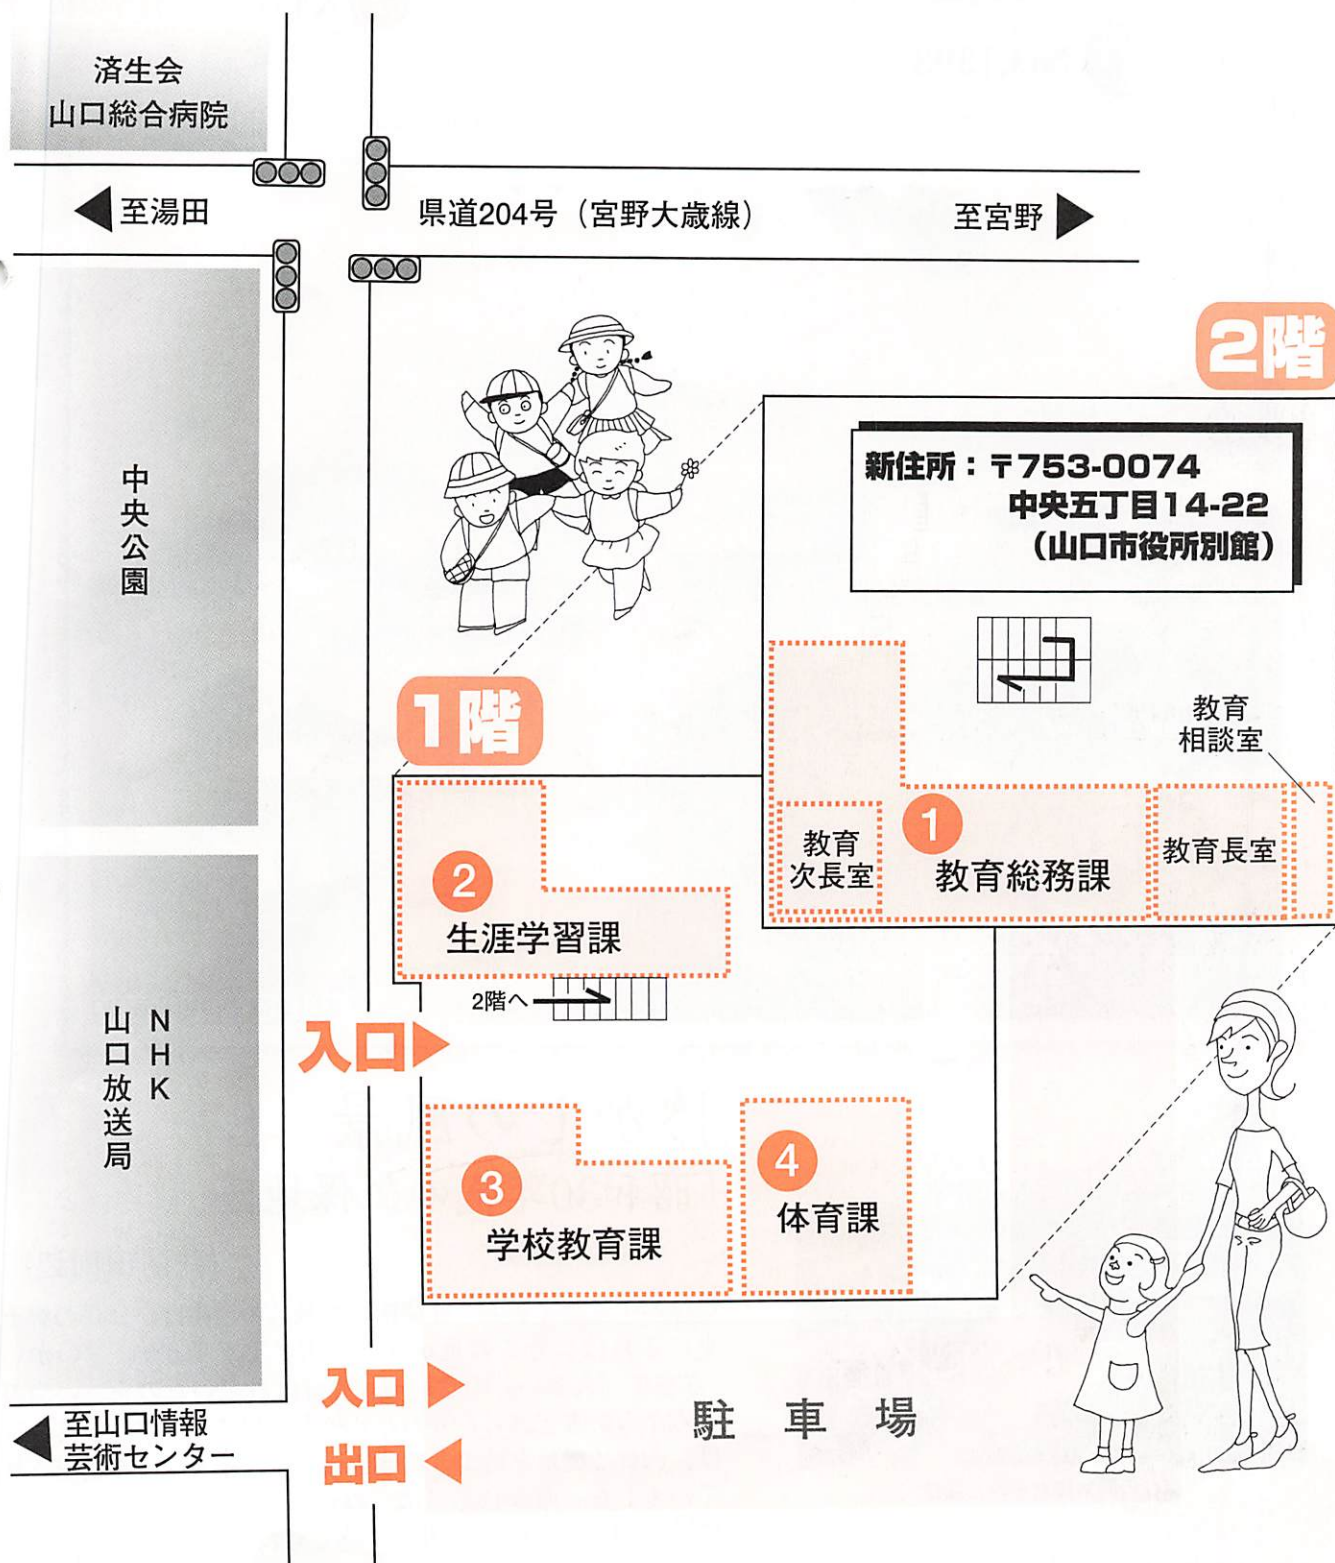 済生会
山口総合病院
至湯田
県道204号（宮野大歳線）
至宮野
2階
新住所：〒753-0074
中央五丁目14-22
（山口市役所別館）
中央公園
1階
教育
相談室
教育
次長室
1
教育総務課
教育長室
2
生涯学習課
2階へ
NHK
山口放送局
入口
3
学校教育課
4
体育課
入口
出口
駐車場
至山口情報
芸術センター